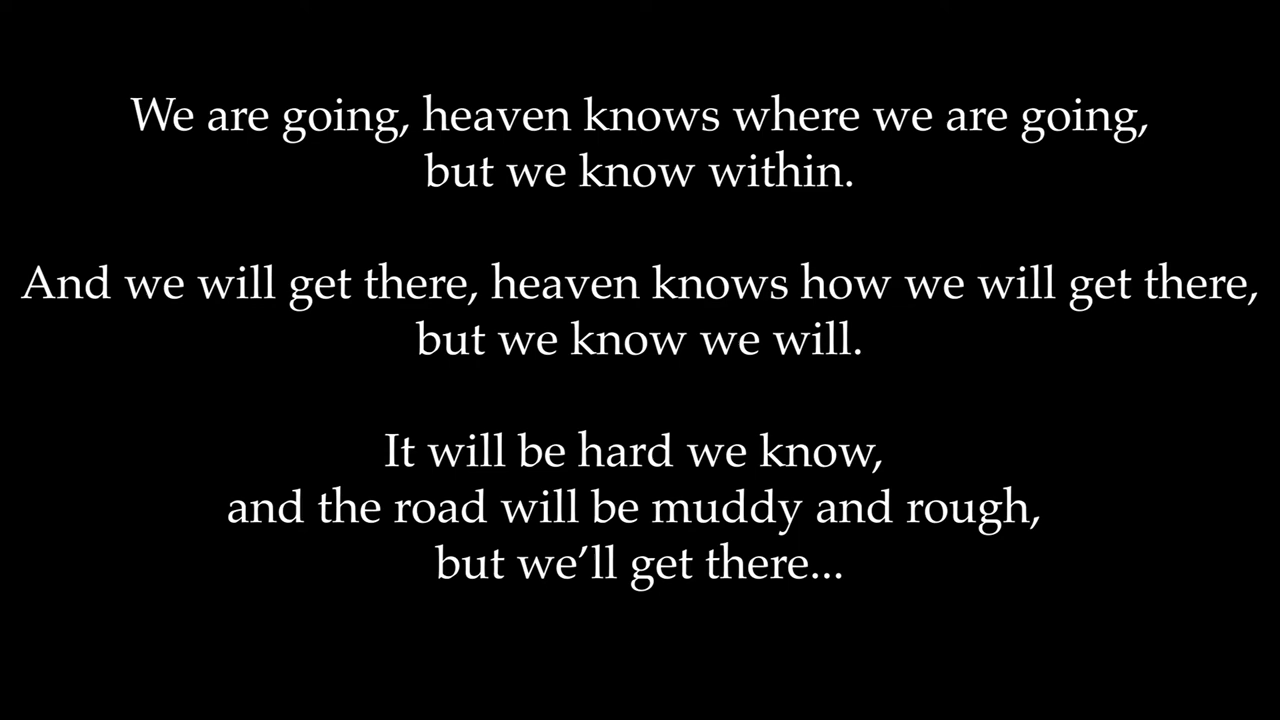 We are going, heaven knows where we are going,
but we know within.
And we will get there, heaven knows how we will get there,
but we know we will.
It will be hard we know,
and the road will be muddy and rough,
but we’ll get there...